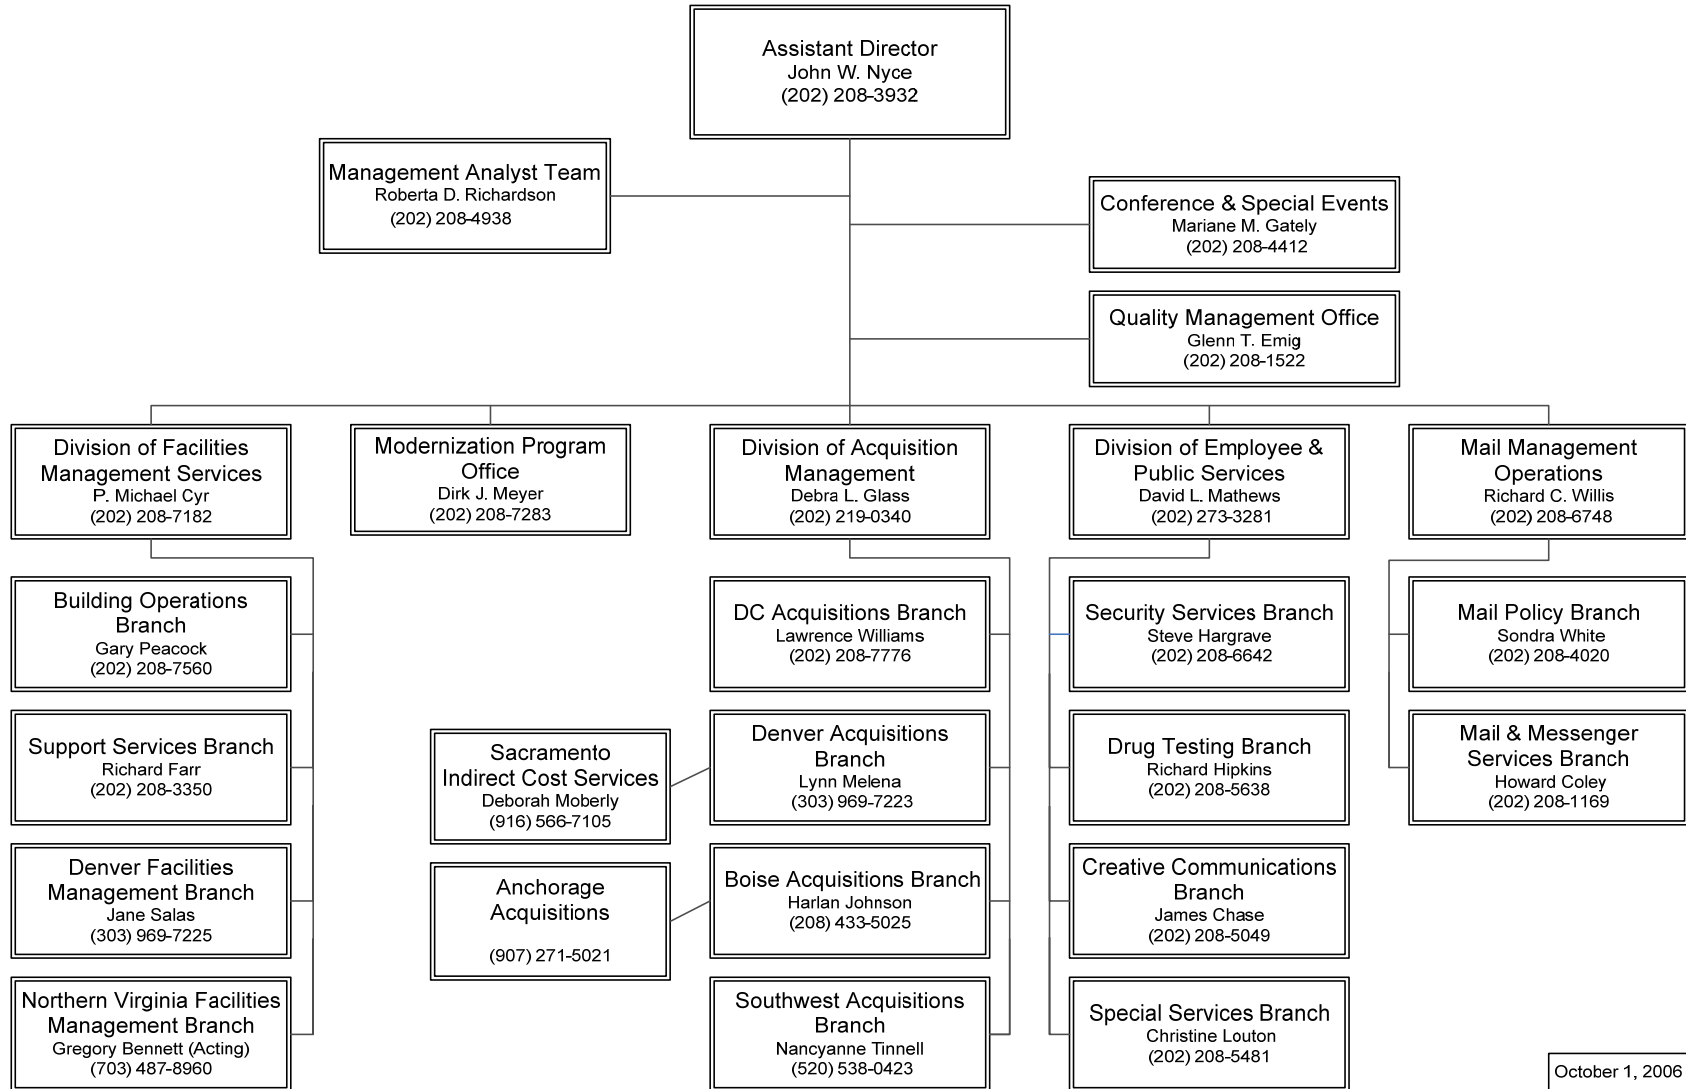 Assistant Director
John W. Nyce
(202) 208-3932
Management Analyst Team
Roberta D. Richardson
(202) 208-4938
Conference & Special Events
Mariane M. Gately
(202) 208-4412
Quality Management Office
Glenn T. Emig
(202) 208-1522
Division of Facilities
Management Services
P. Michael Cyr
(202) 208-7182
Modernization Program
Office
Dirk J. Meyer
(202) 208-7283
Division of Acquisition
Management
Debra L. Glass
(202) 219-0340
Division of Employee &
Public Services
David L. Mathews
(202) 273-3281
Mail Management
Operations
Richard C. Willis
(202) 208-6748
Building Operations
Branch
Gary Peacock
(202) 208-7560
Support Services Branch
Richard Farr
(202) 208-3350
Denver Facilities
Management Branch
Jane Salas
(303) 969-7225
Northern Virginia Facilities
Management Branch
Gregory Bennett (Acting)
(703) 487-8960
Sacramento
Indirect Cost Services
Deborah Moberly
(916) 566-7105
Anchorage
Acquisitions
(907) 271-5021
DC Acquisitions Branch
Lawrence Williams
(202) 208-7776
Denver Acquisitions
Branch
Lynn Melena
(303) 969-7223
Boise Acquisitions Branch
Harlan Johnson
(208) 433-5025
Southwest Acquisitions
Branch
Nancyanne Tinnell
(520) 538-0423
Security Services Branch
Steve Hargrave
(202) 208-6642
Drug Testing Branch
Richard Hipkins
(202) 208-5638
Creative Communications
Branch
James Chase
(202) 208-5049
Special Services Branch
Christine Louton
(202) 208-5481
Mail Policy Branch
Sondra White
(202) 208-4020
Mail & Messenger
Services Branch
Howard Coley
(202) 208-1169
October 1, 2006